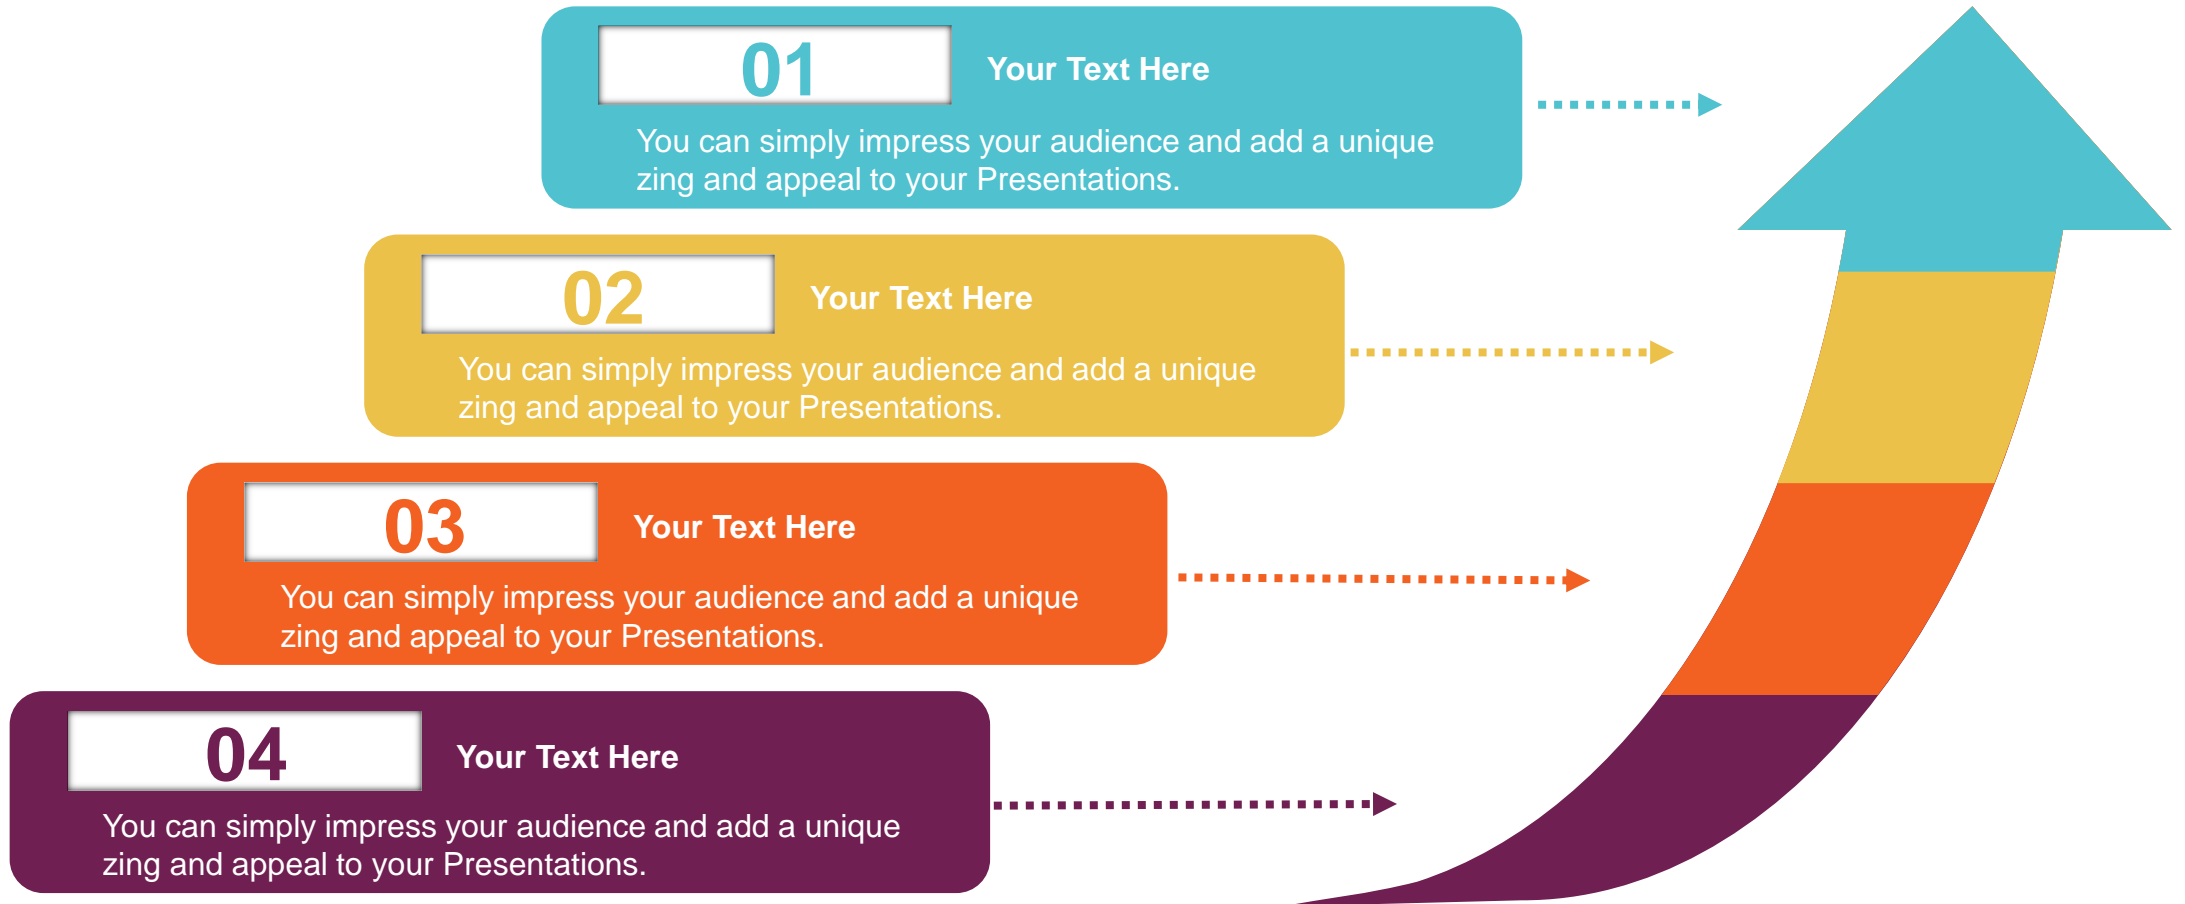 01
Your Text Here
You can simply impress your audience and add a unique
zing and appeal to your Presentations.
02
Your Text Here
You can simply impress your audience and add a unique
zing and appeal to your Presentations.
03
Your Text Here
You can simply impress your audience and add a unique
zing and appeal to your Presentations.
04
Your Text Here
You can simply impress your audience and add a unique
zing and appeal to your Presentations.